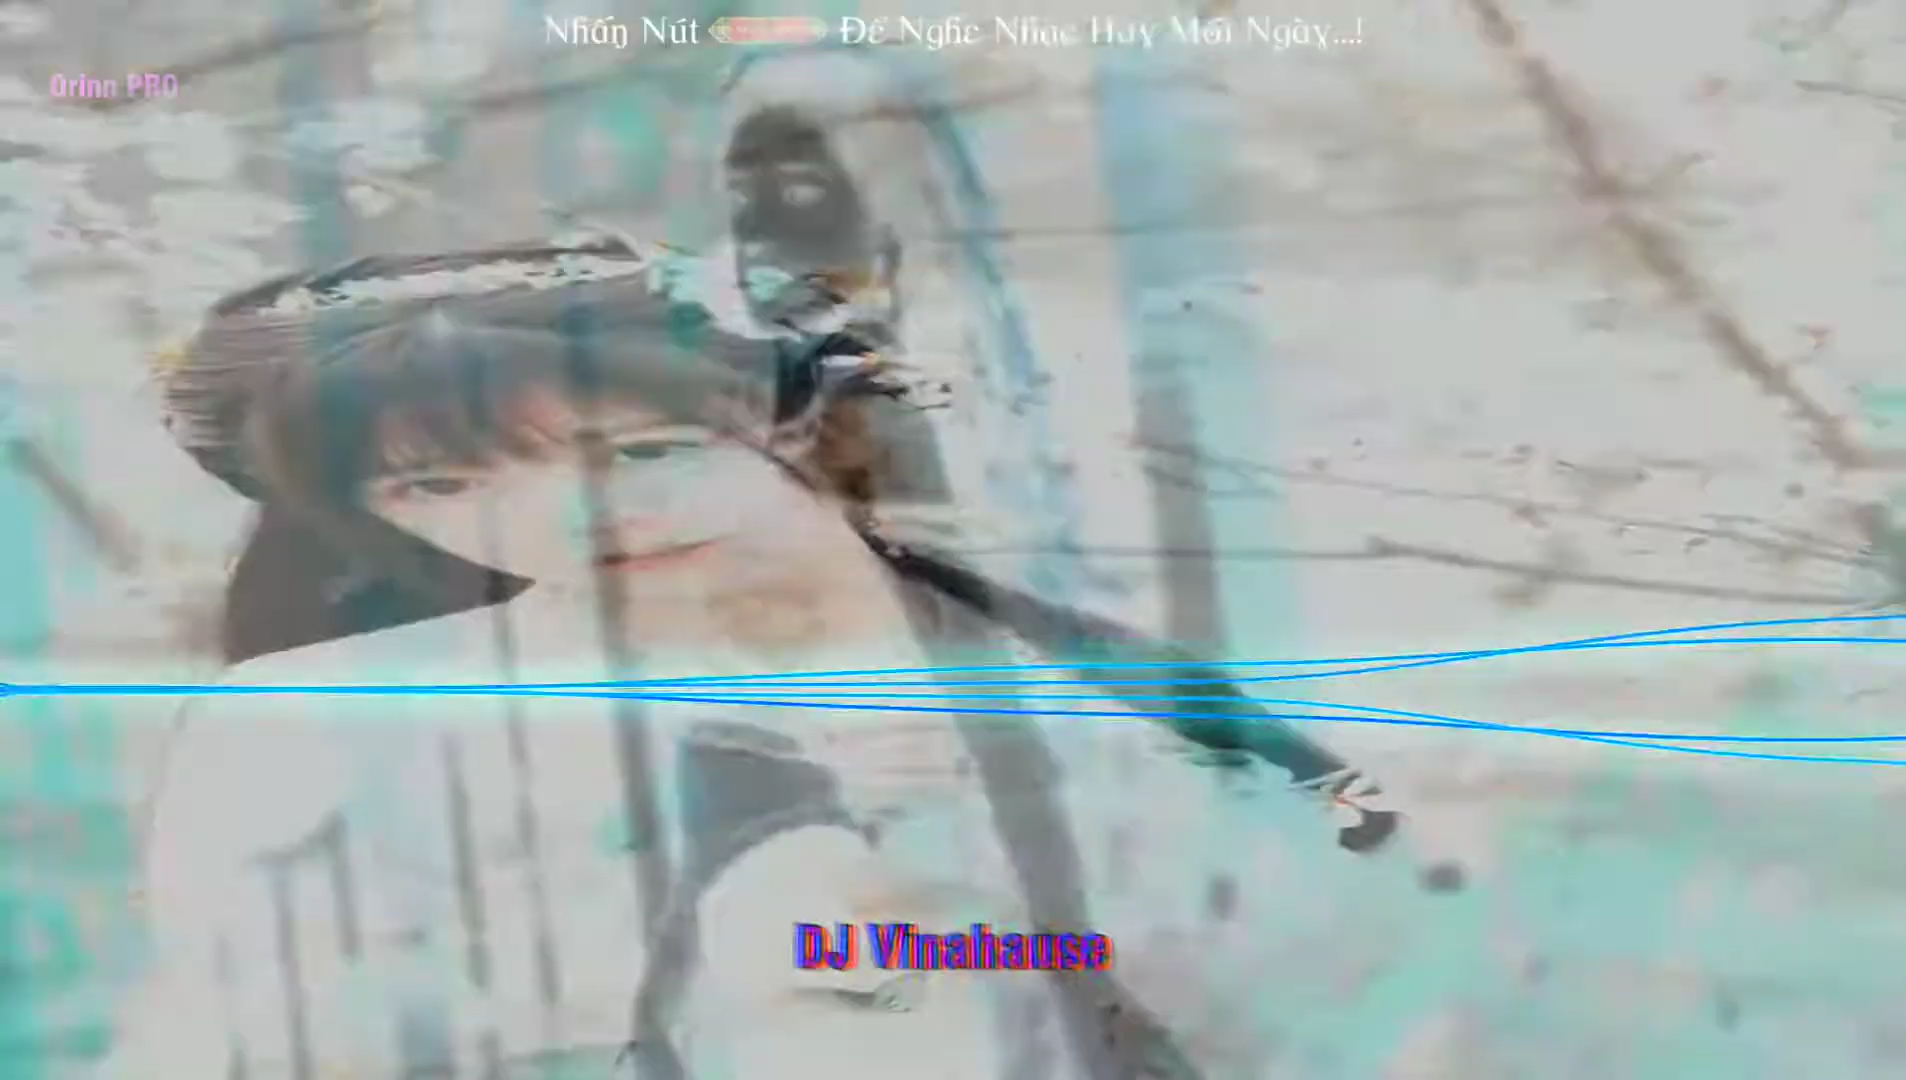 Nhấn Nút Để Nghe Nhạc Hay Mỗi Ngày...!
Orinn PRO
DJ Vinahause